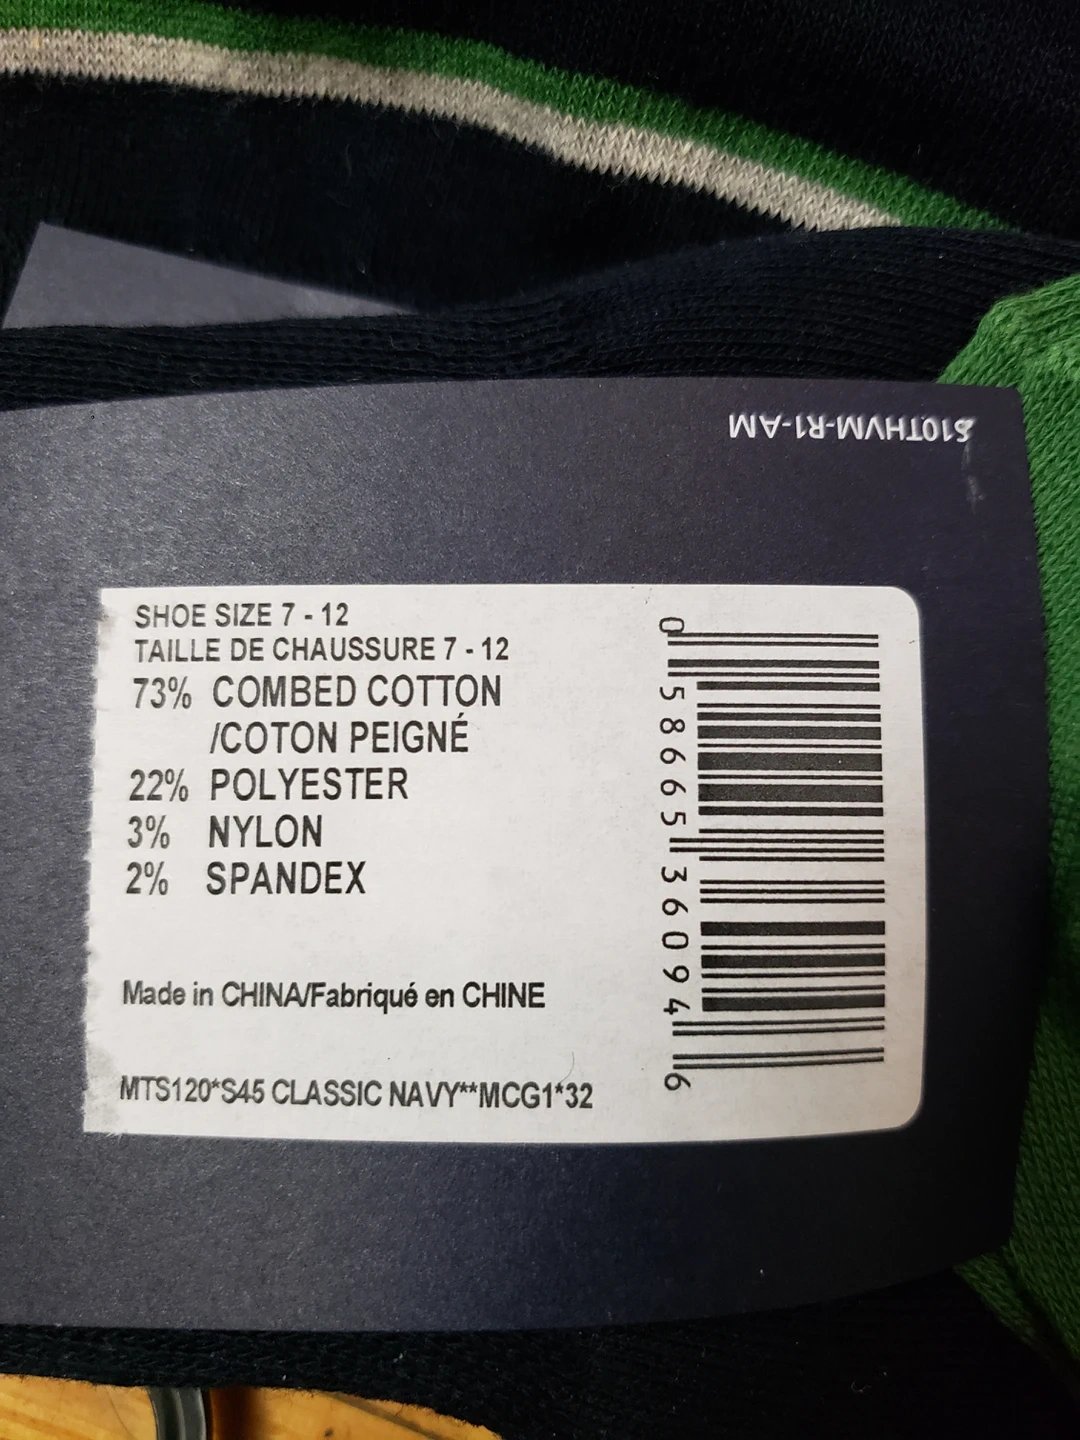 S1QTHVM-R1-AM
SHOE SIZE 7 - 12
TAILLE DE CHAUSSURE 7 - 12
73% COMBED COTTON
/COTON PEIGNÉ
22% POLYESTER
3% NYLON
2% SPANDEX
Made in CHINA/Fabriqué en CHINE
MTS120*S45 CLASSIC NAVY**MCG1*32
0 58665 36094 6